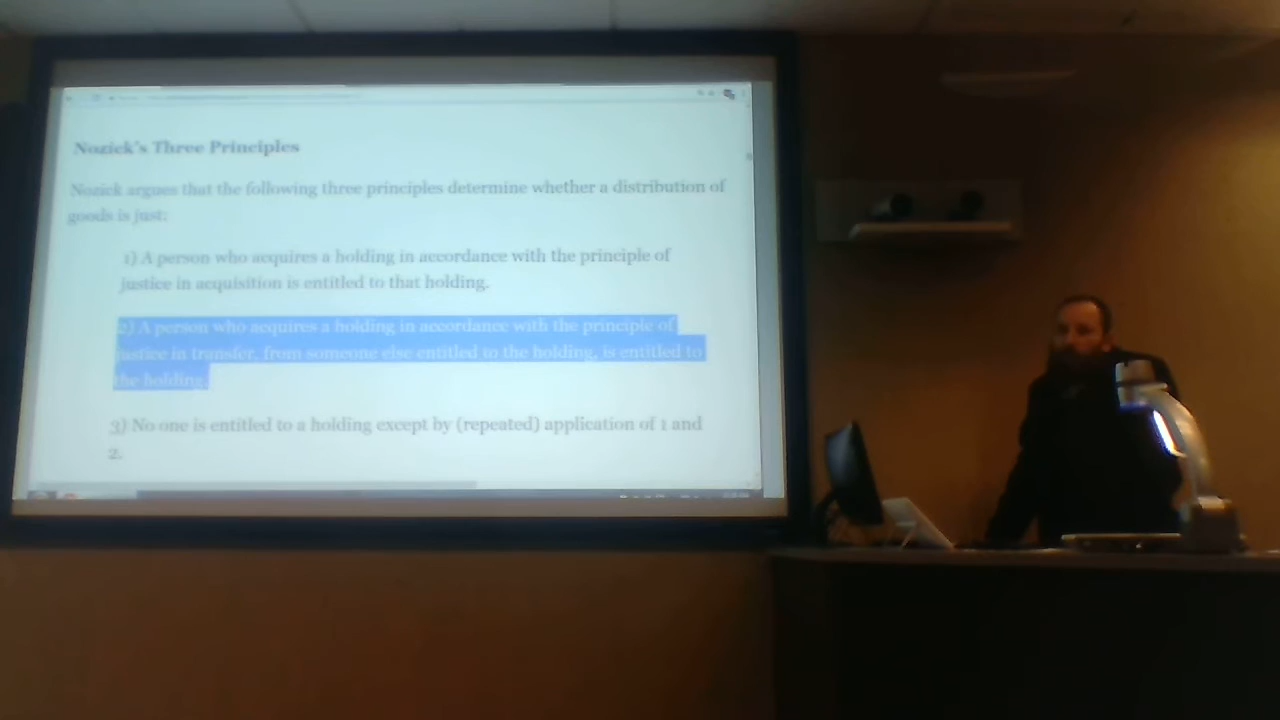 Nozick's Three Principles
Nozick argues that the following three principles determine whether a distribution of
goods is just:
1) A person who acquires a holding in accordance with the principle of
justice in acquisition is entitled to that holding.
2) A person who acquires a holding in accordance with the principle of
justice in transfer, from someone else entitled to the holding, is entitled to
the holding.
3) No one is entitled to a holding except by (repeated) application of 1 and
2.